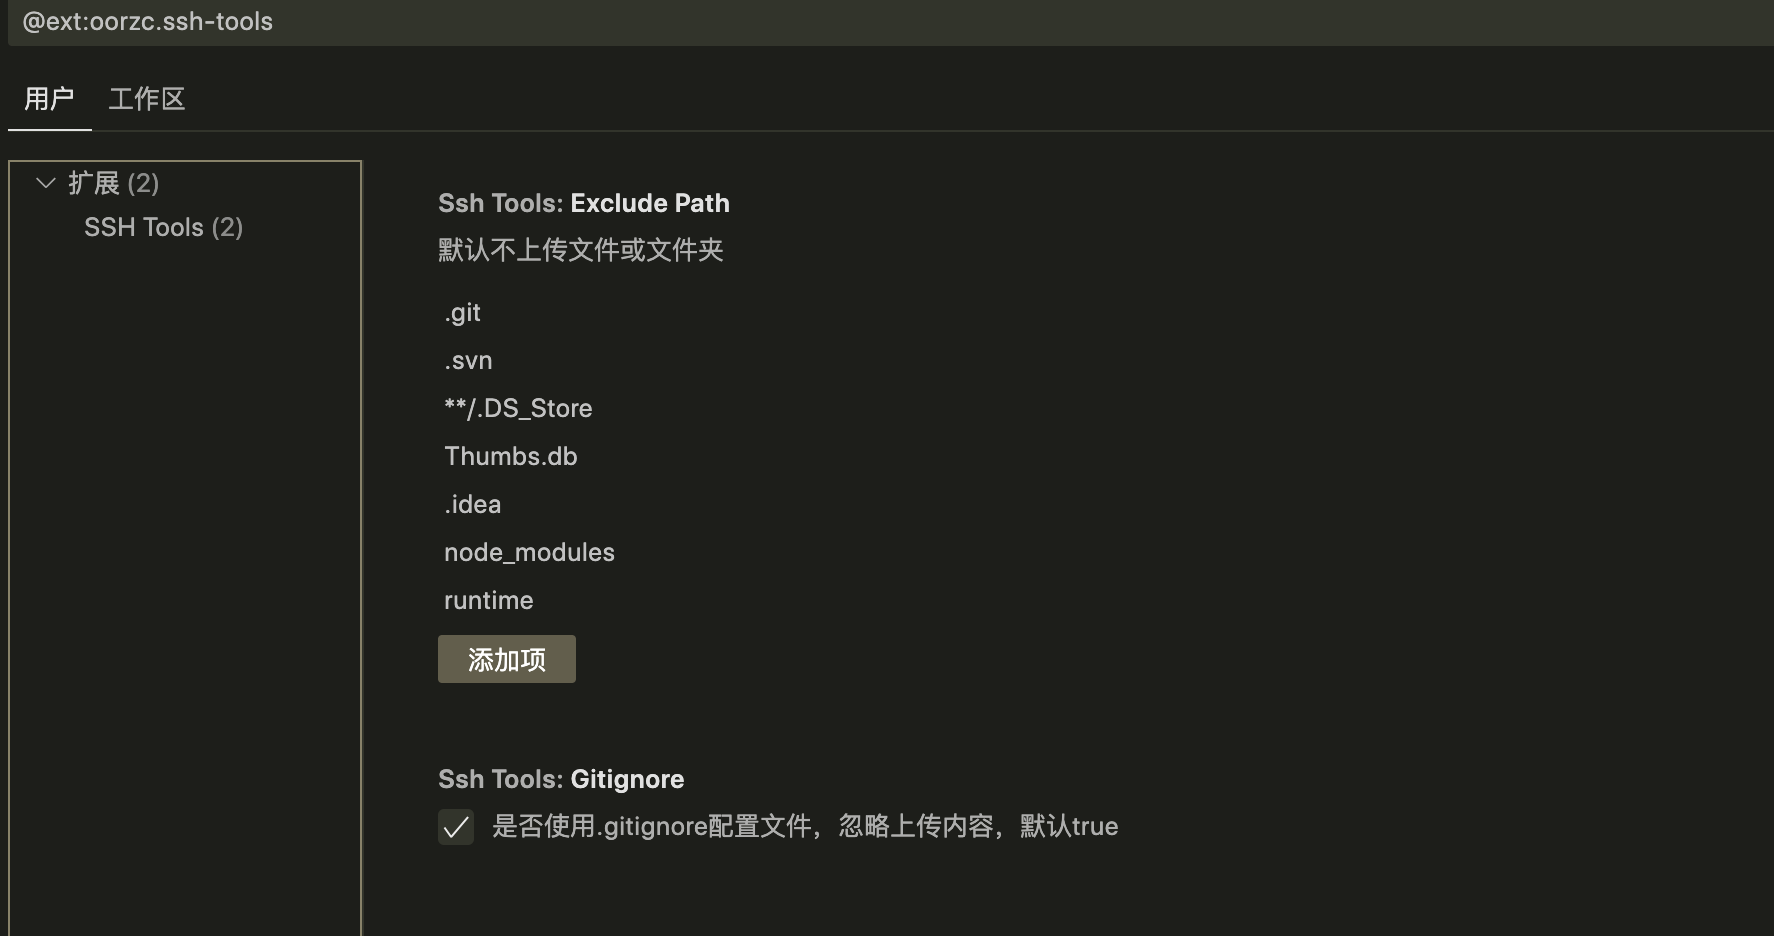 @ext:oorzc.ssh-tools
用户 工作区
扩展 (2)
SSH Tools (2)
Ssh Tools: Exclude Path
默认不上传文件或文件夹
.git
.svn
**/.DS_Store
Thumbs.db
.idea
node_modules
runtime
添加项
Ssh Tools: Gitignore
是否使用.gitignore配置文件，忽略上传内容，默认true